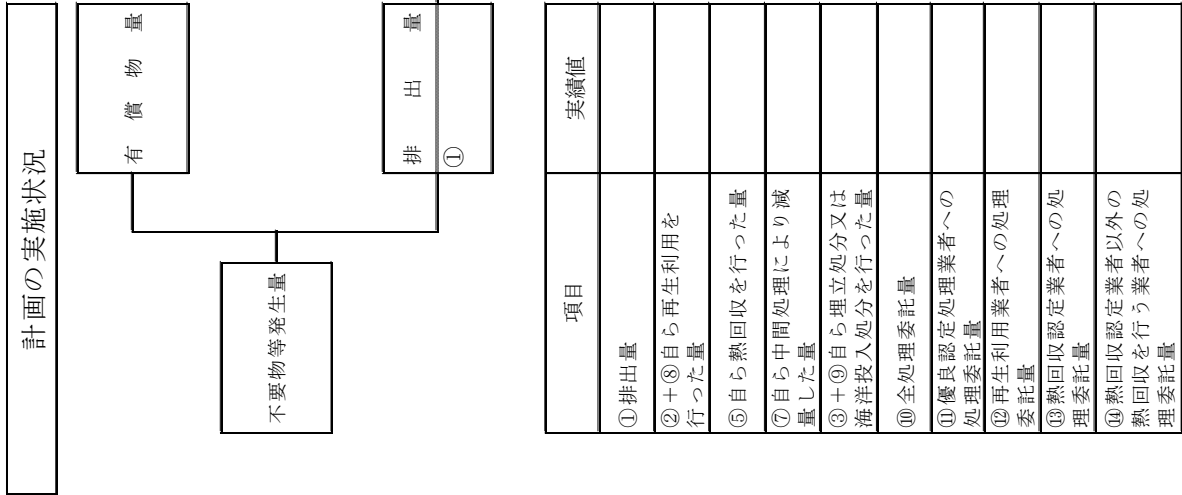 計画の実施状況
有償物量
不要物等発生量
排出量
①
項目
実績値
①排出量
②＋⑧自ら再生利用を
行った量
⑤自ら熱回収を行った量
⑦自ら中間処理により減
量した量
③＋⑨自ら埋立処分又は
海洋投入処分を行った量
⑩全処理委託量
⑪優良認定処理業者への
処理委託量
⑫再生利用業者への処理
委託量
⑬熱回収認定業者への処
理委託量
⑭熱回収認定業者以外の
熱回収を行う業者への処
理委託量